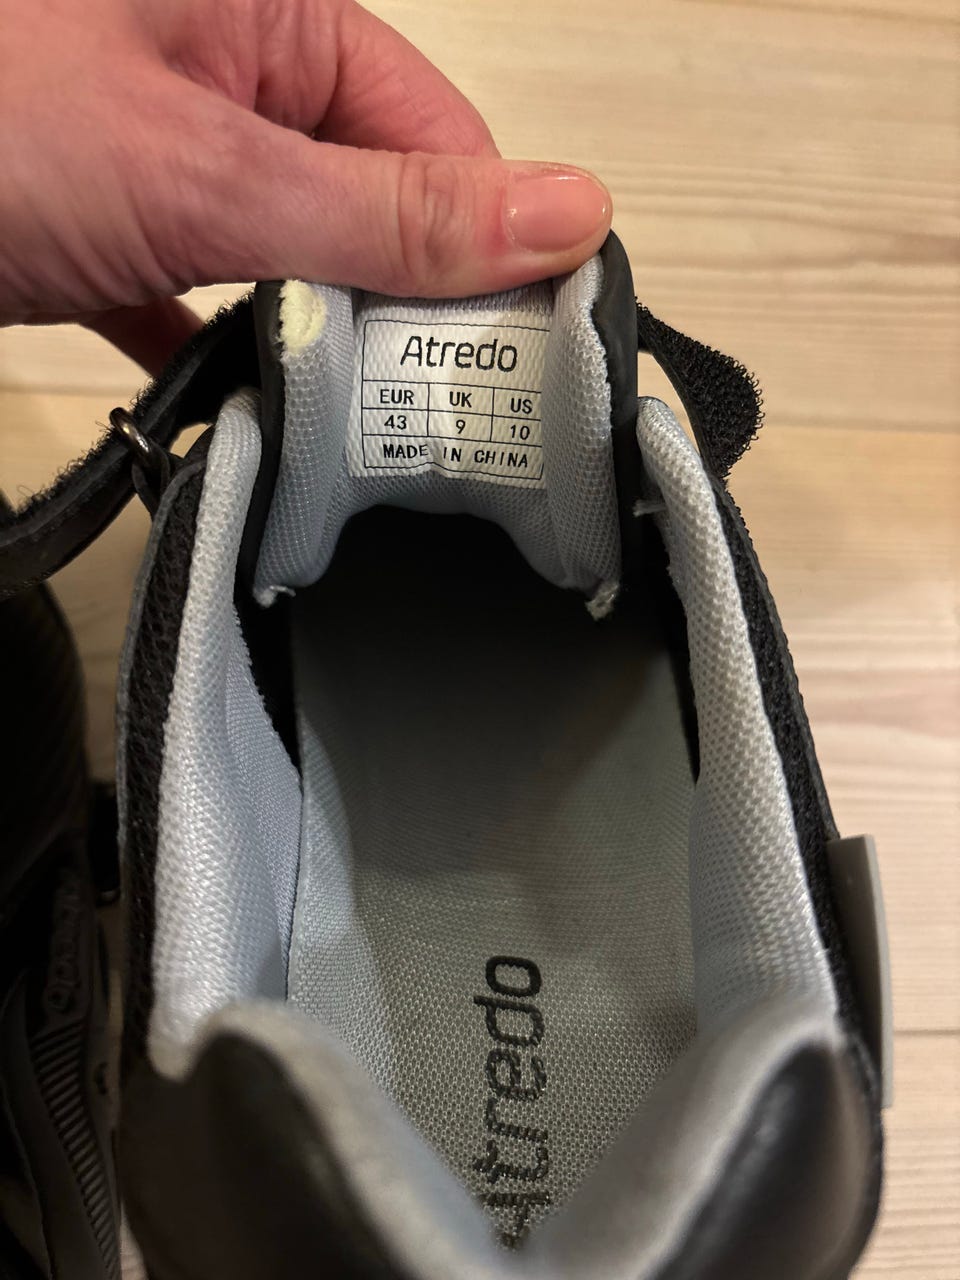 Atredo
EUR UK US
43 9 10
MADE IN CHINA
Atredo